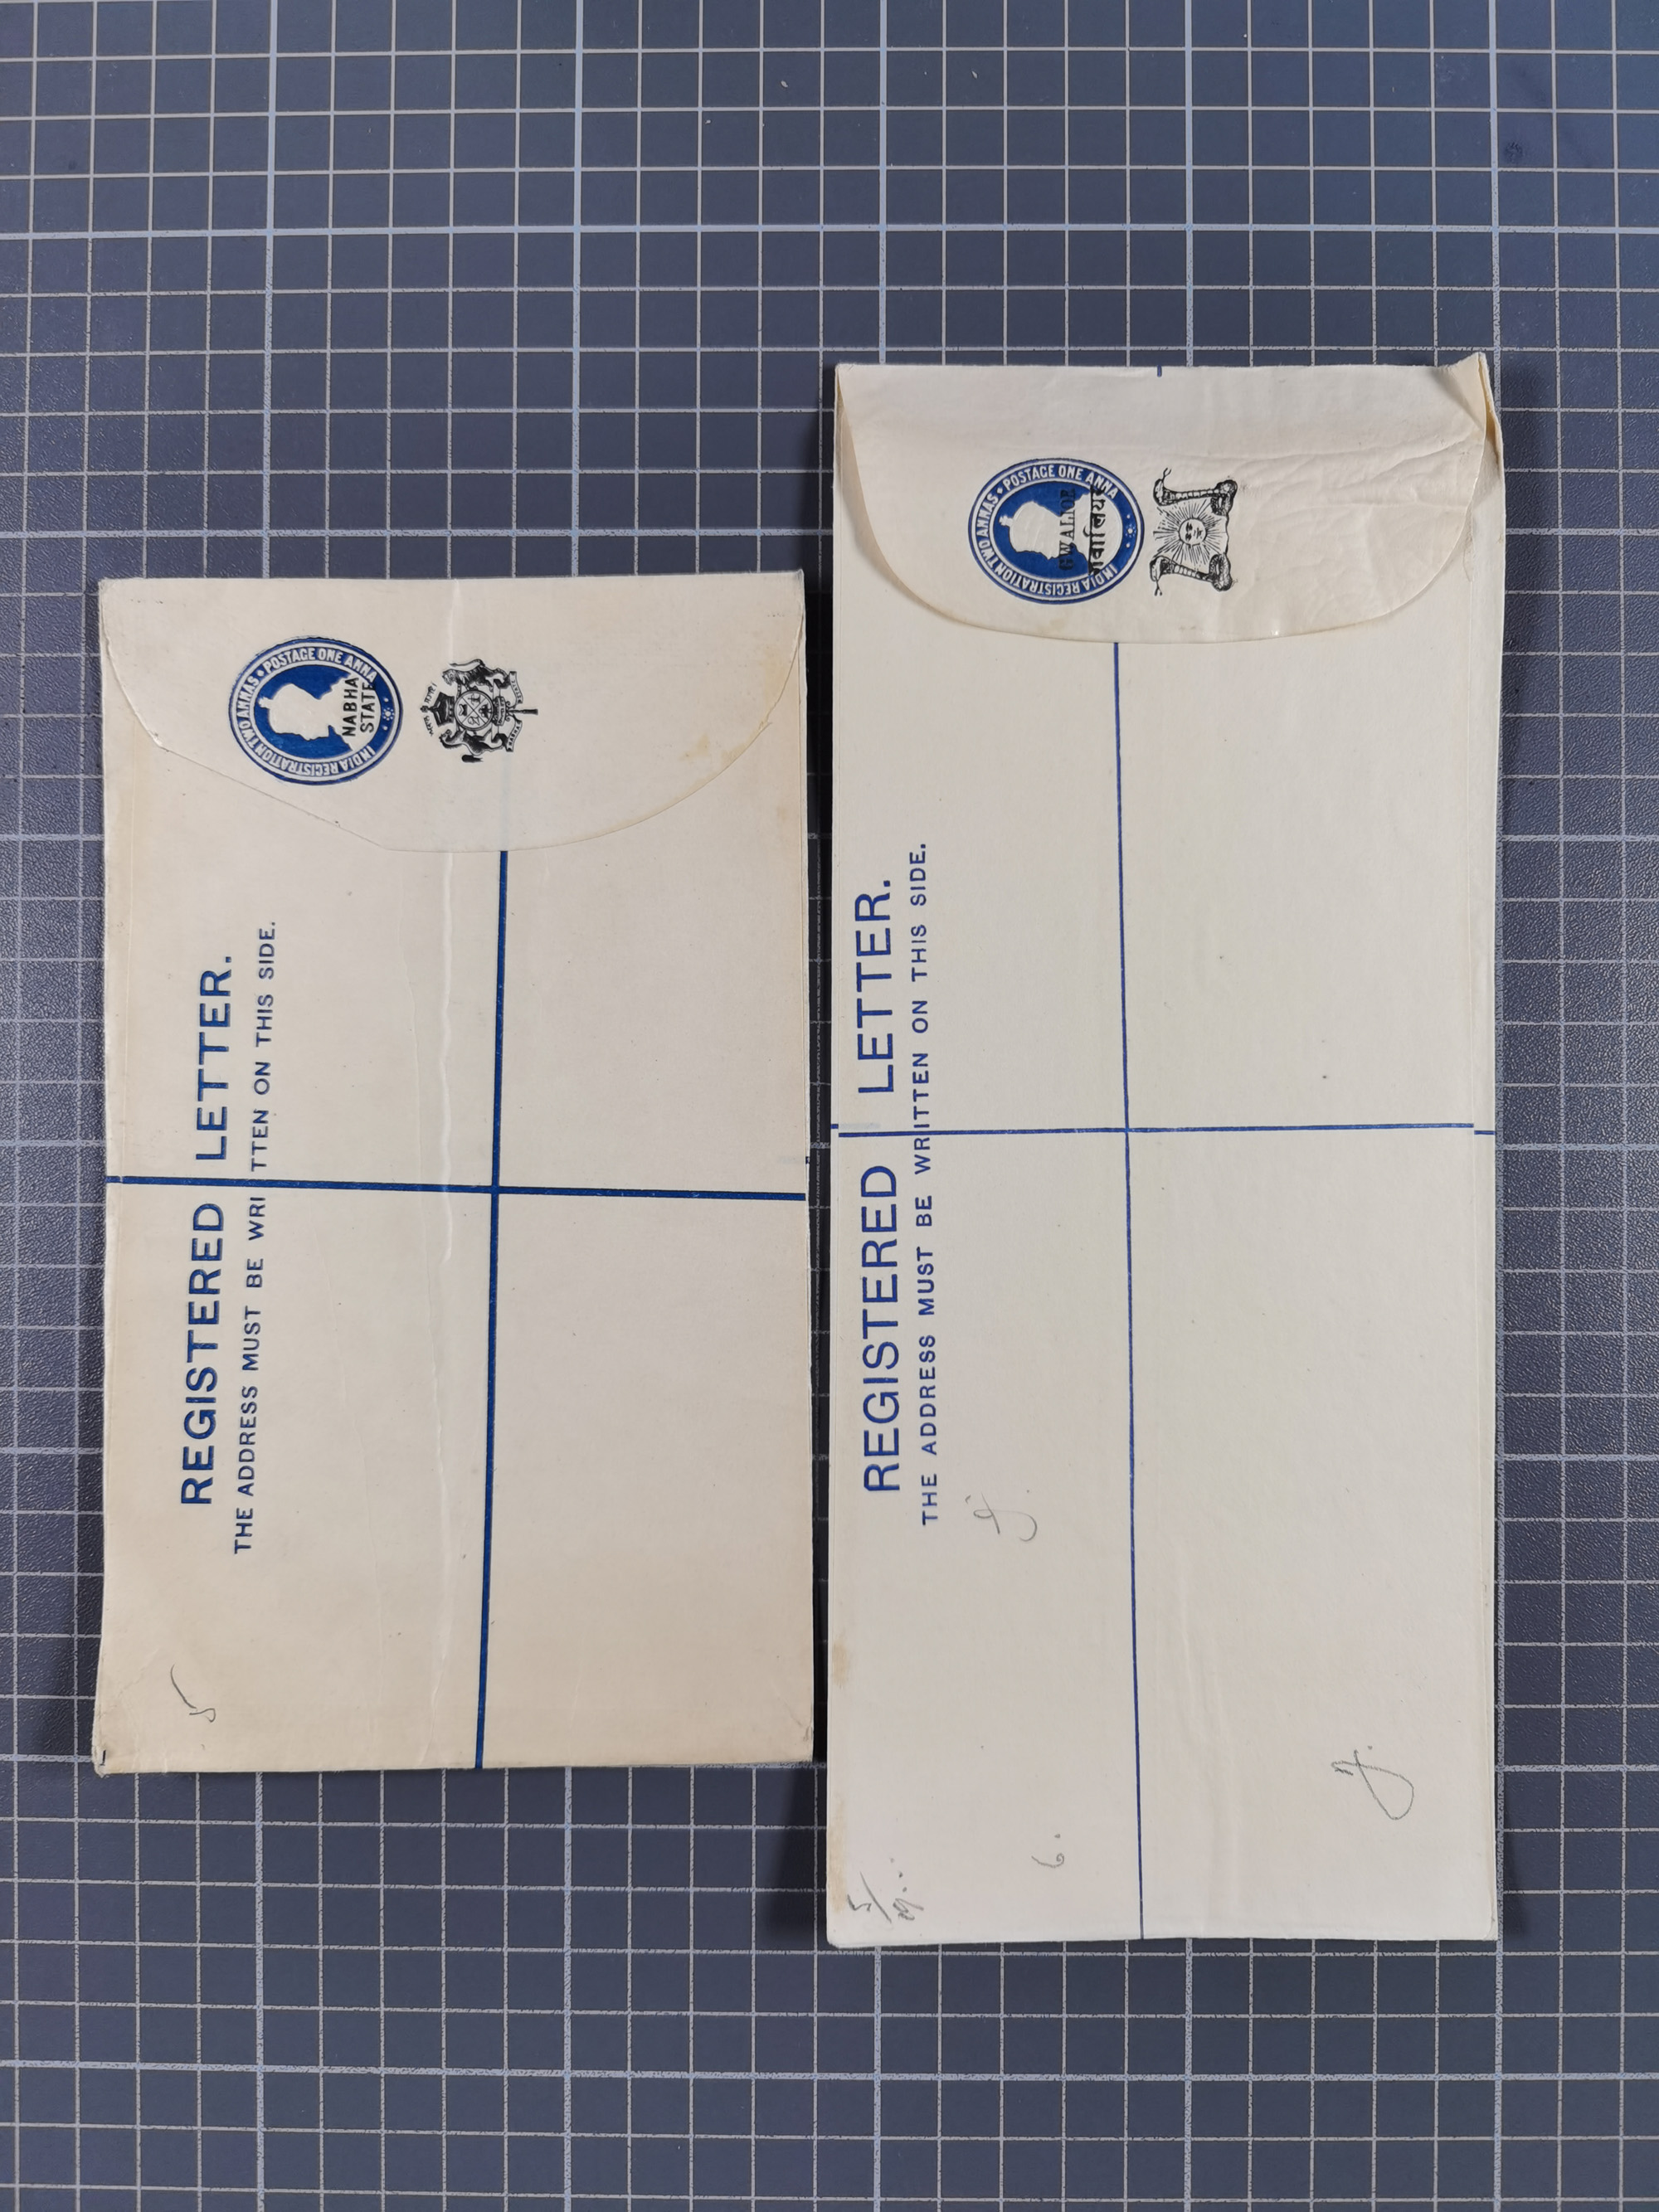 REGISTERED LETTER.
THE ADDRESS MUST BE WRITTEN ON THIS SIDE.
INDIA REGISTRATION TWO ANNAS • POSTAGE ONE ANNA
NABHA
STATE
5
REGISTERED LETTER.
THE ADDRESS MUST BE WRITTEN ON THIS SIDE.
INDIA REGISTRATION TWO ANNAS • POSTAGE ONE ANNA
GWALIOR
गवालियर
6.